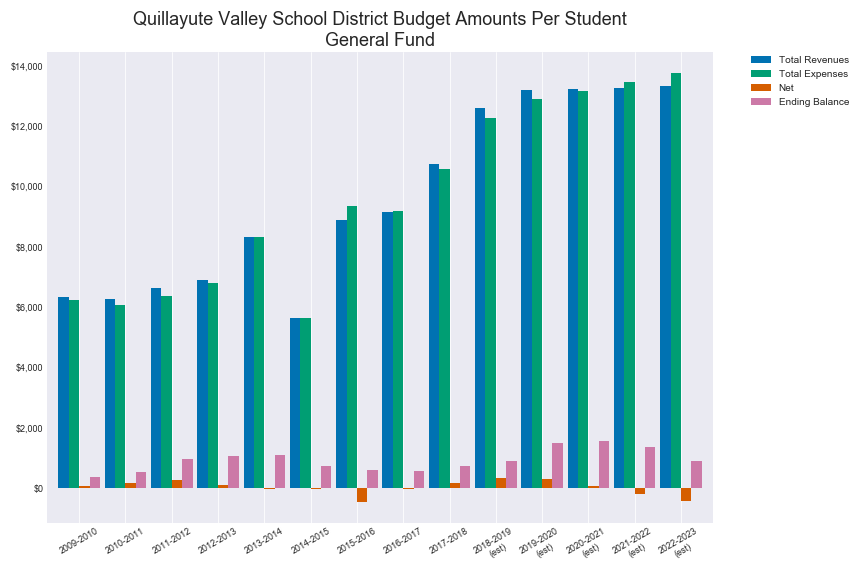 Quillayute Valley School District Budget Amounts Per Student
General Fund
Total Revenues
Total Expenses
Net
Ending Balance
$14,000
$12,000
$10,000
$8,000
$6,000
$4,000
$2,000
$0
2009-2010
2010-2011
2011-2012
2012-2013
2013-2014
2014-2015
2015-2016
2016-2017
2017-2018
2018-2019
(est)
2019-2020
(est)
2020-2021
(est)
2021-2022
(est)
2022-2023
(est)